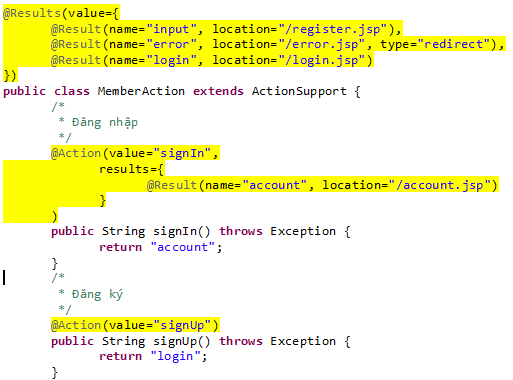 @Results(value={
@Result(name="input", location="/register.jsp"),
@Result(name="error", location="/error.jsp", type="redirect"),
@Result(name="login", location="/login.jsp")
})
public class MemberAction extends ActionSupport {
/*
* Đăng nhập
*/
@Action(value="signIn",
results={
@Result(name="account", location="/account.jsp")
}
)
public String signIn() throws Exception {
return "account";
}
/*
* Đăng ký
*/
@Action(value="signUp")
public String signUp() throws Exception {
return "login";
}